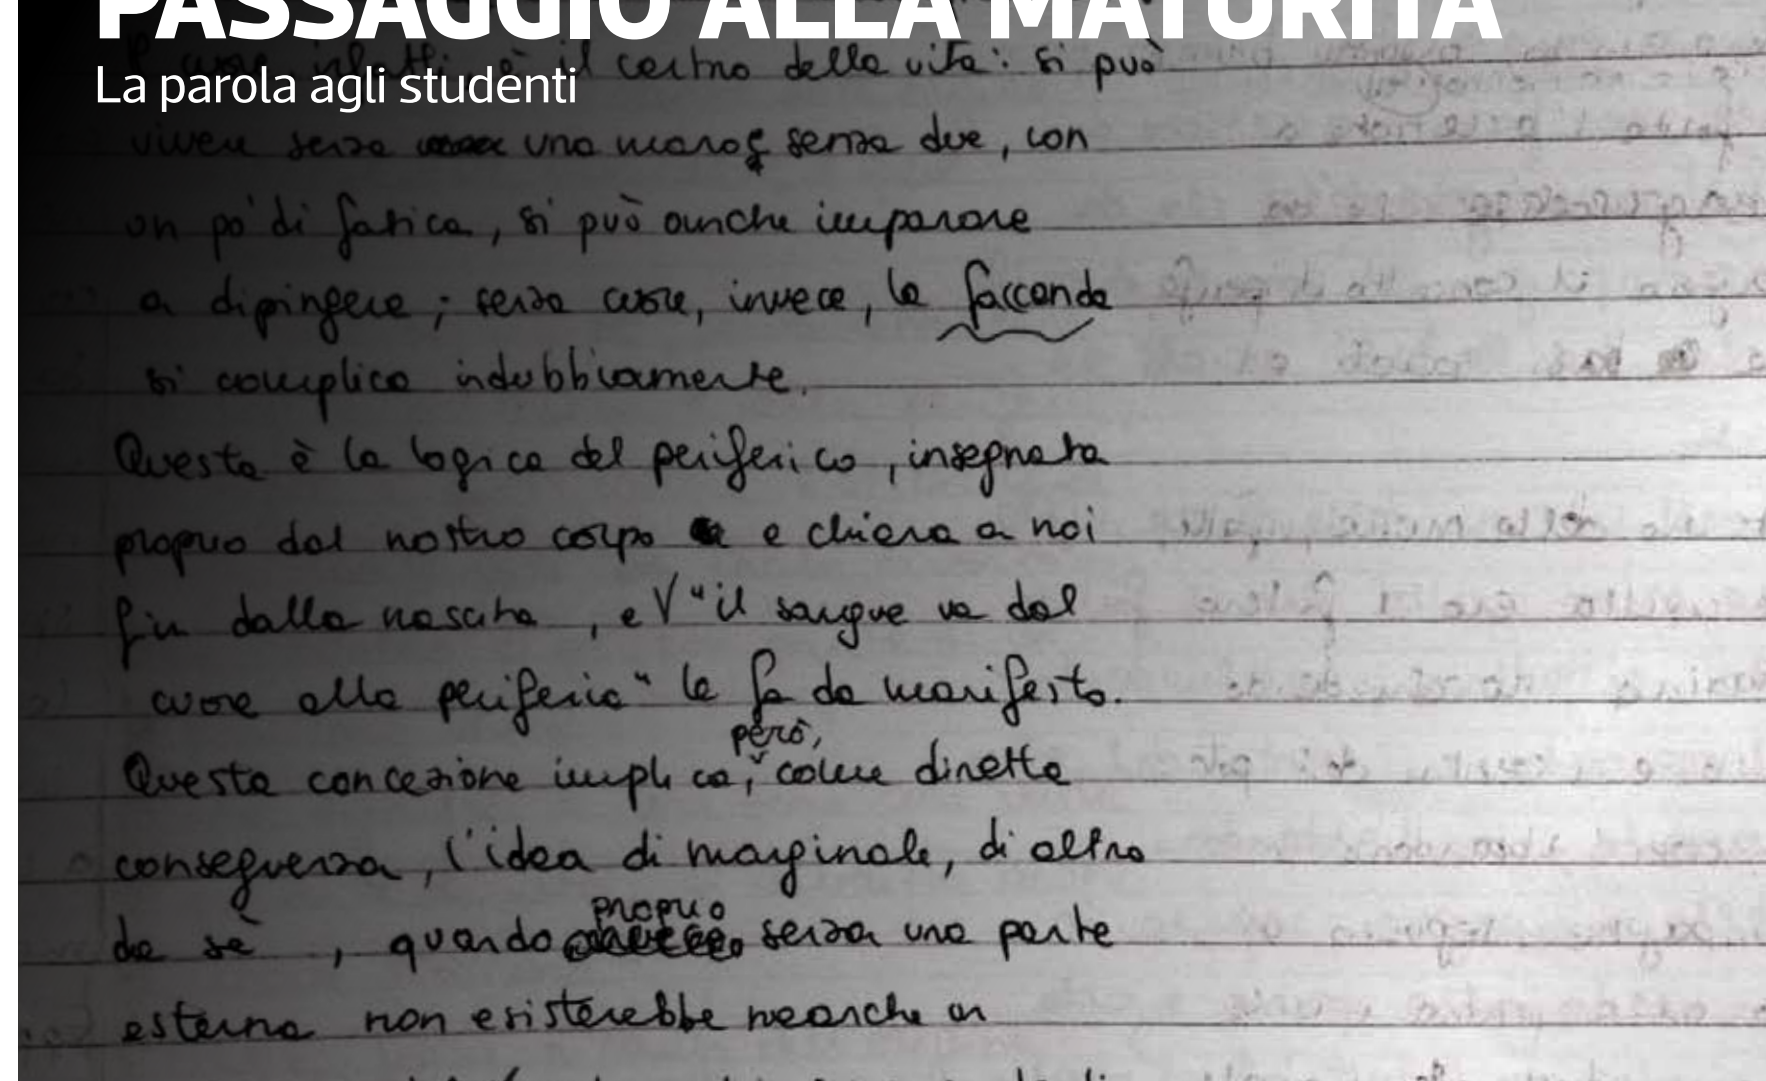 PASSAGGIO ALLA MATURITÀ
La parola agli studenti
infatti, è il centro della vita: si può
vivere senza una mano e senza due, con
un po' di fatica, si può anche imparare
a dipingere; senza cuore, invece, la faccenda
si complica indubbiamente.
Questa è la logica del periferico, insegnata
proprio dal nostro corpo e chiara a noi
fin dalla nascita, e "il sangue va dal
cuore alla periferia" le fa da manifesto.
però,
Questa concezione implica, come diretta
conseguenza, l'idea di marginale, di altro
proprio
da sè, quando senza una parte
esterna non esisterebbe neanche un